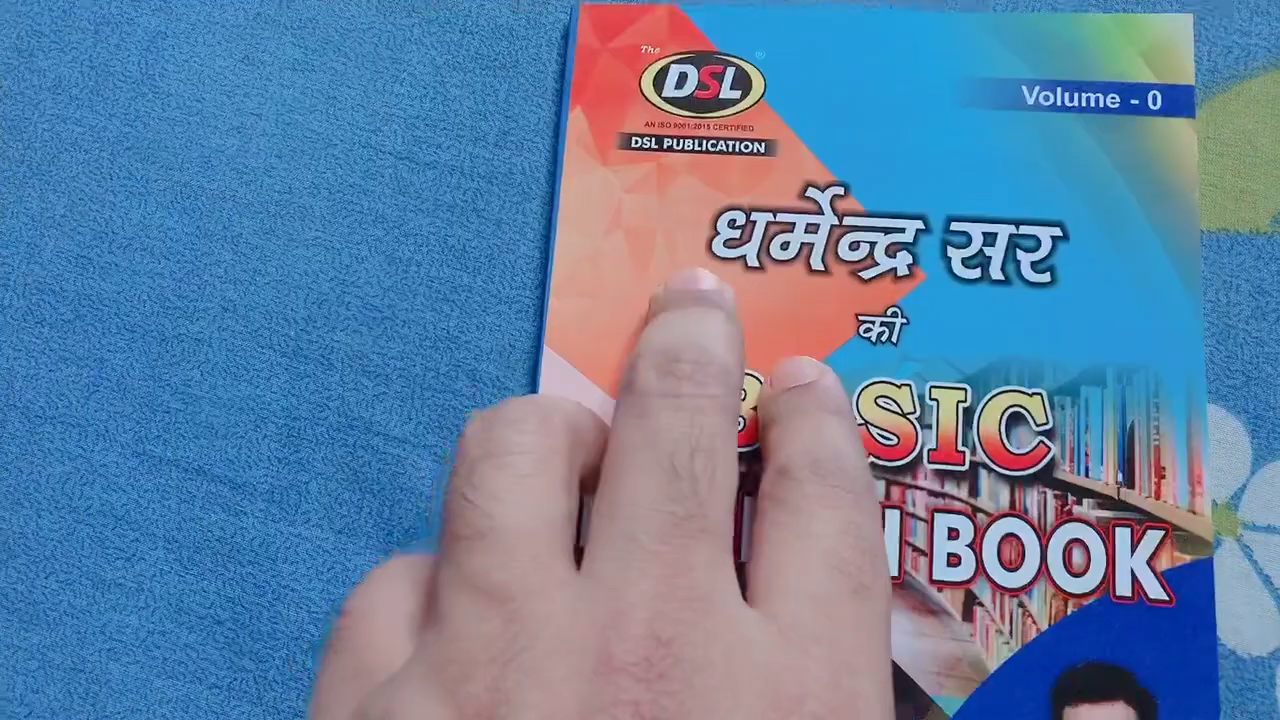 The
DSL
®
AN ISO 9001:2015 CERTIFIED
DSL PUBLICATION
Volume - 0
धर्मेन्द्र सर
की
SIC
BOOK